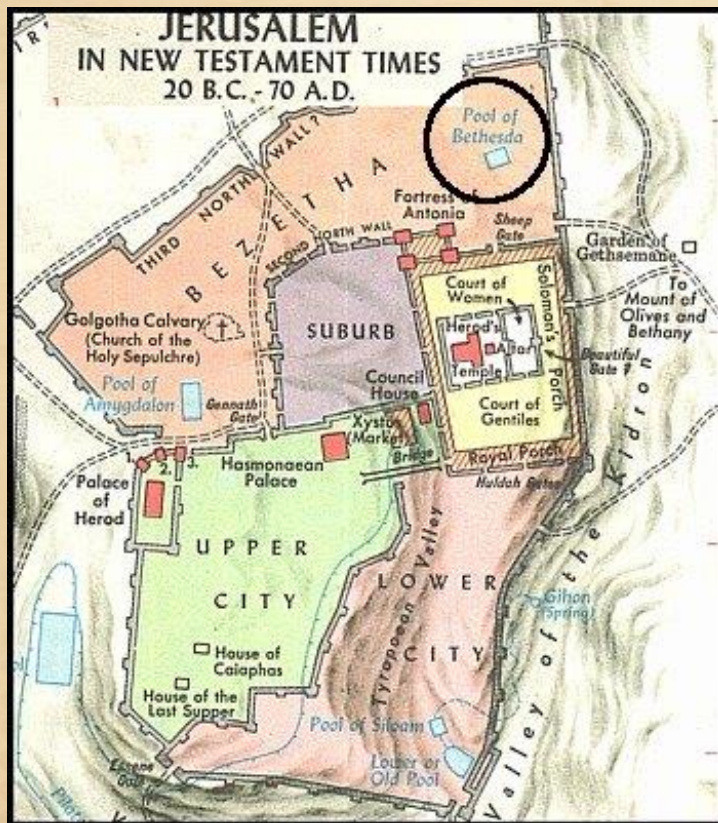 JERUSALEM
IN NEW TESTAMENT TIMES
20 B.C. - 70 A.D.
Pool of
Bethesda
THIRD NORTH WALL?
BEZETHA
SECOND NORTH WALL
Fortress of
Antonia
Sheep
Gate
Garden of
Gethsemane
To
Mount of
Olives and
Bethany
Court of
Women
Solomon's Porch
Herod's
Temple
Altar
Beautiful
Gate ?
Golgotha Calvary
(Church of the
Holy Sepulchre)
SUBURB
Pool of
Amygdalon
Gennath
Gate
Council
House
Court of
Gentiles
Xystus
(Market)
Royal Porch
Bridge
Huldah Gates
1.
2.
3.
Hasmonaean
Palace
Palace
of Herod
UPPER
CITY
Tyropoean Valley
LOWER
CITY
Gihon
(Spring)
Valley of the Kidron
House of
Caiaphas
House of the
Last Supper
Pool of Siloam
Lower or
Old Pool
Essene
Gate